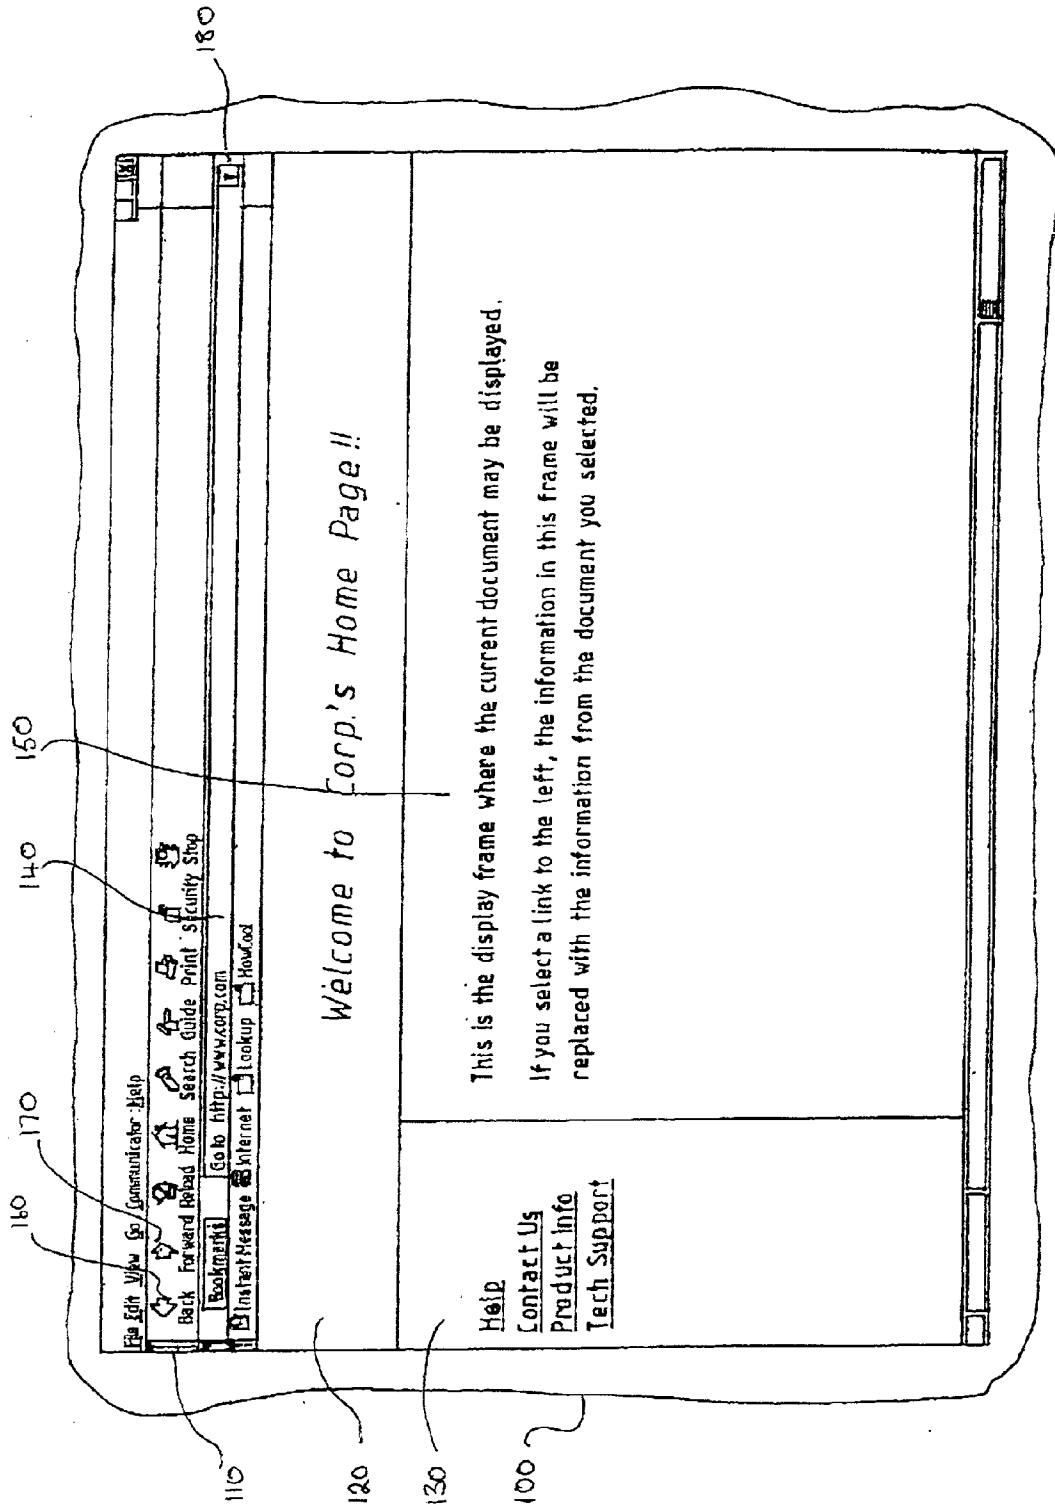 160
170
140
150
180
File Edit View Go Communicator Help
Back Forward Reload Home Search Guide Print Security Stop
Bookmarks Go to http://www.corp.com
Instant Message Internet Lookup HowCool
110
Welcome to Corp.'s Home Page!!
120
130
Help
Contact Us
Product Info
Tech Support
This is the display frame where the current document may be displayed.
If you select a link to the left, the information in this frame will be
replaced with the information from the document you selected.
100